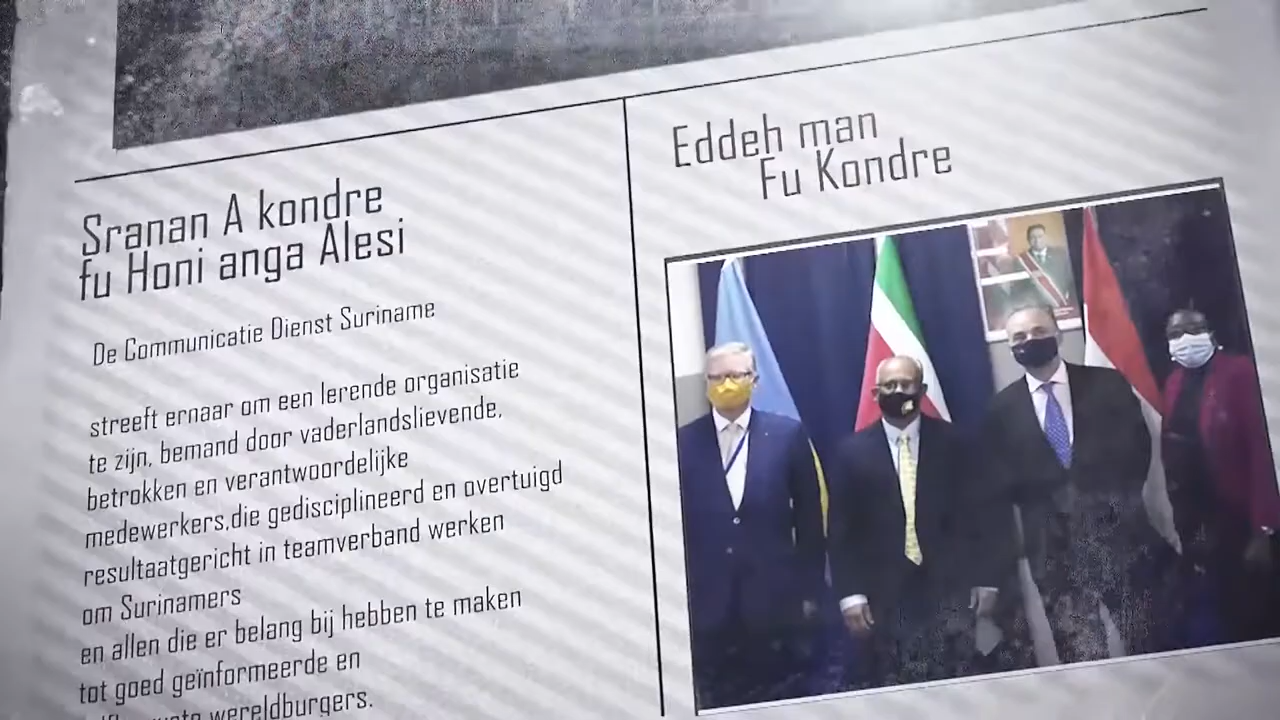 Sranan A kondre
fu Honi anga Alesi
De Communicatie Dienst Suriname
streeft ernaar om een lerende organisatie
te zijn, bemand door vaderlandslievende,
betrokken en verantwoordelijke
medewerkers,die gedisciplineerd en overtuigd
resultaatgericht in teamverband werken
om Surinamers
en allen die er belang bij hebben te maken
tot goed geïnformeerde en
wereldburgers.
Eddeh man
Fu Kondre